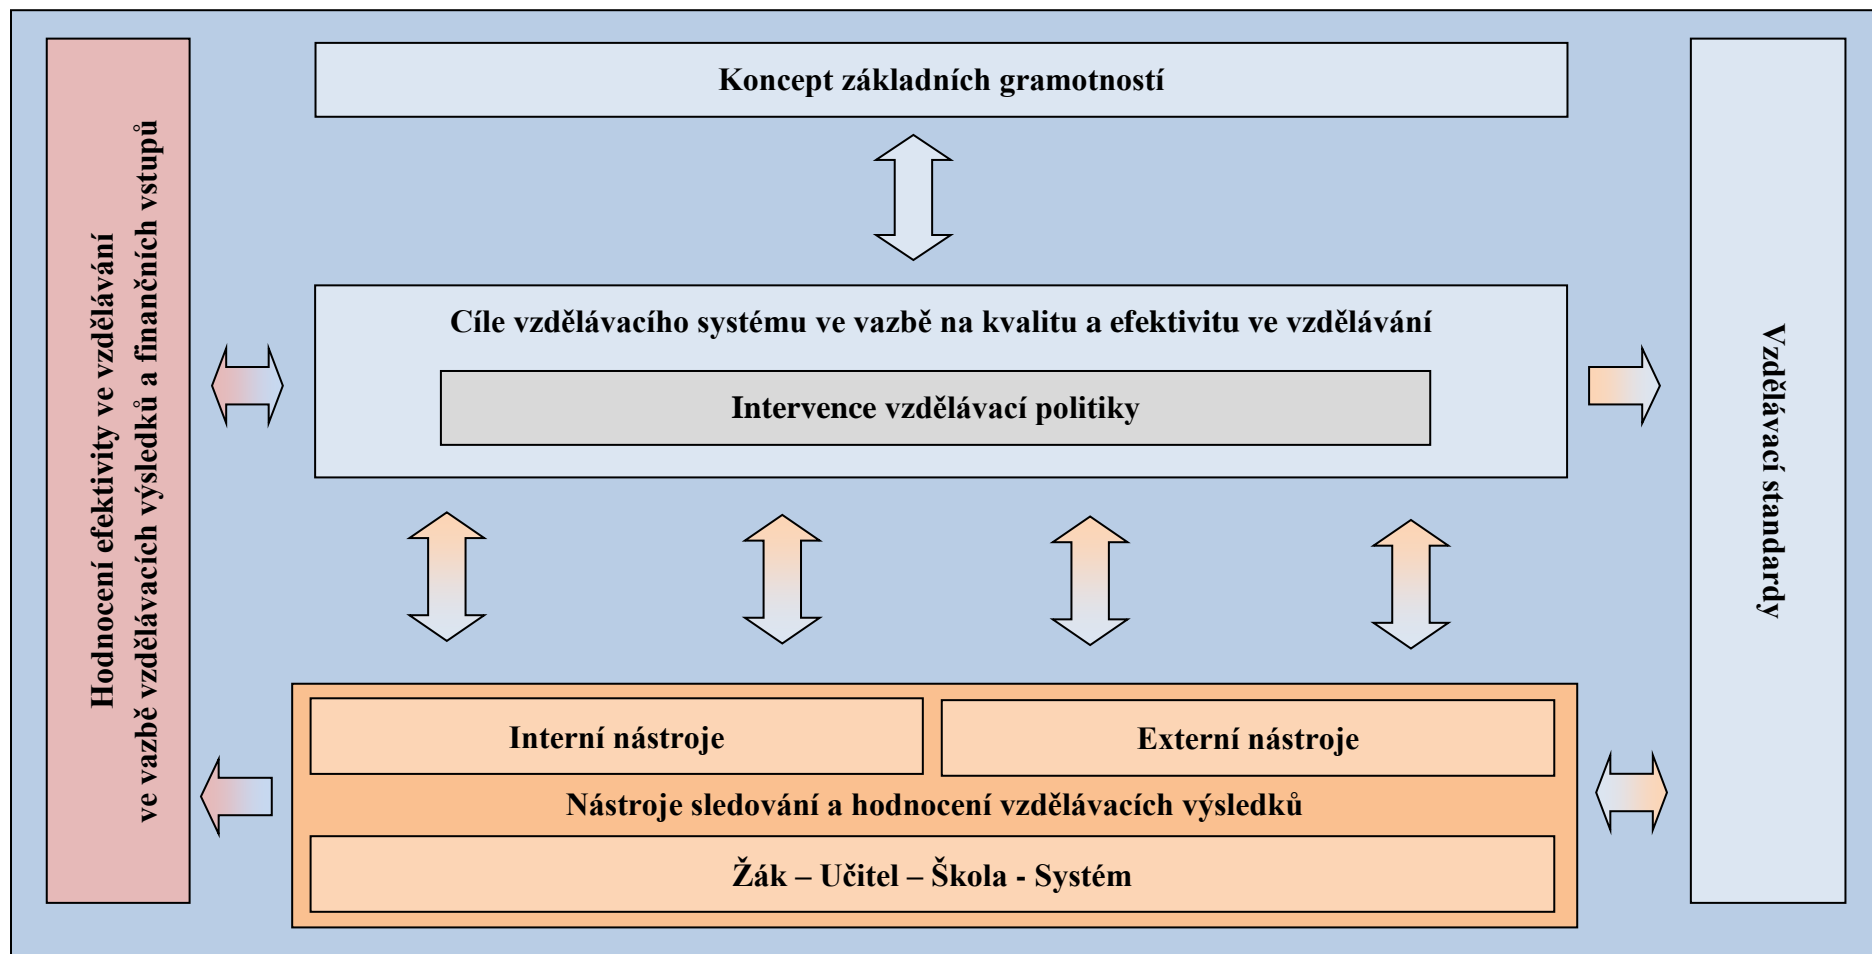 Hodnocení efektivity ve vzdělávání
ve vazbě vzdělávacích výsledků a finančních vstupů
Koncept základních gramotností
Cíle vzdělávacího systému ve vazbě na kvalitu a efektivitu ve vzdělávání
Intervence vzdělávací politiky
Interní nástroje
Externí nástroje
Nástroje sledování a hodnocení vzdělávacích výsledků
Žák – Učitel – Škola - Systém
Vzdělávací standardy